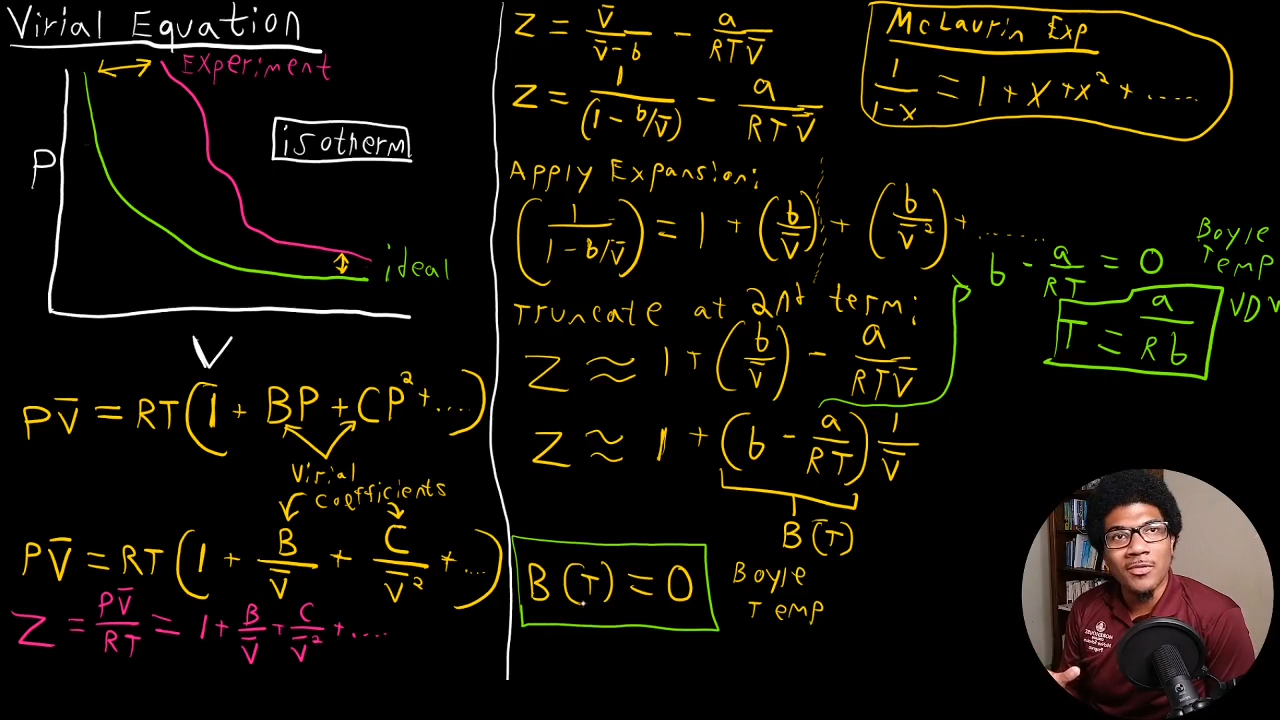 Virial Equation
Experiment
isotherm
P
ideal
V
PV̅ = RT(1 + BP + CP² + ....)
Virial
Coefficients
PV̅ = RT(1 + B/V̅ + C/V̅² + ....)
Z = PV̅/RT = 1 + B/V̅ + C/V̅² + ....
Z = V̅/(V̅ - b) - a/(RTV̅)
Z = 1/(1 - b/V̅) - a/(RTV̅)
Apply Expansion:
(1/(1 - b/V̅)) = 1 + (b/V̅) + (b/V̅²) + ........
Truncate at 2nd term:
Z ≈ 1 + (b/V̅) - a/(RTV̅)
Z ≈ 1 + (b - a/RT) 1/V̅
B(T)
B(T) = 0
Boyle
Temp
McLaurin Exp
1/(1-x) = 1 + x + x² + ......
b - a/RT = 0
Boyle
Temp
VDV
T = a/Rb